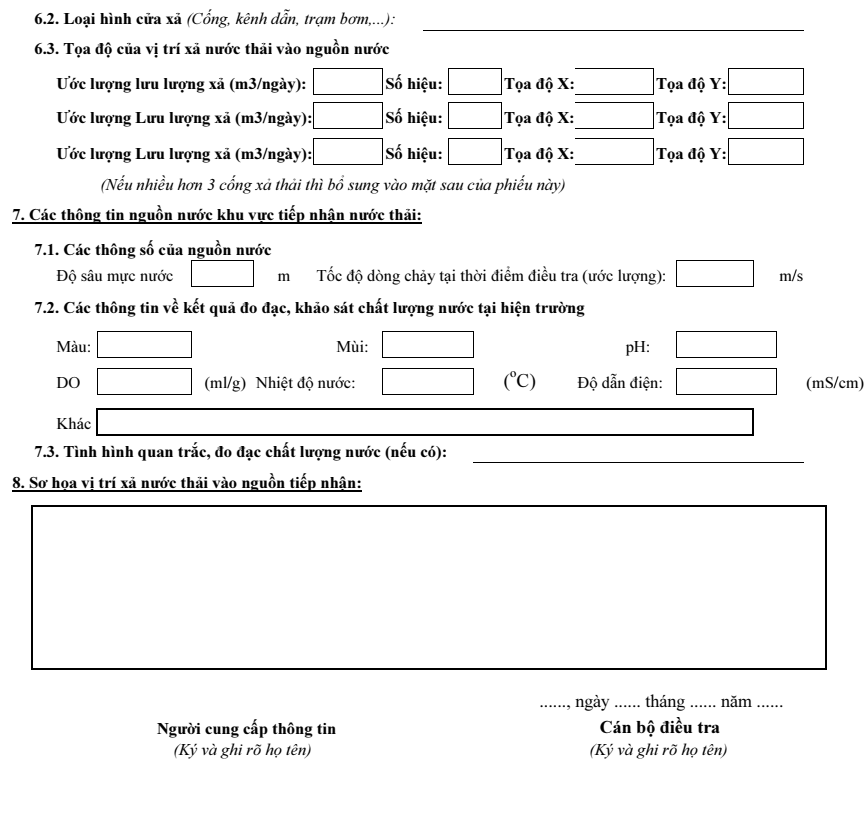 6.2. Loại hình cửa xả (Cống, kênh dẫn, trạm bơm,...):
6.3. Tọa độ của vị trí xả nước thải vào nguồn nước
Ước lượng lưu lượng xả (m3/ngày): Số hiệu: Tọa độ X: Tọa độ Y:
Ước lượng Lưu lượng xả (m3/ngày): Số hiệu: Tọa độ X: Tọa độ Y:
Ước lượng Lưu lượng xả (m3/ngày): Số hiệu: Tọa độ X: Tọa độ Y:
(Nếu nhiều hơn 3 cống xả thải thì bổ sung vào mặt sau của phiếu này)
7. Các thông tin nguồn nước khu vực tiếp nhận nước thải:
7.1. Các thông số của nguồn nước
Độ sâu mực nước m Tốc độ dòng chảy tại thời điểm điều tra (ước lượng): m/s
7.2. Các thông tin về kết quả đo đạc, khảo sát chất lượng nước tại hiện trường
Màu: Mùi: pH:
DO (ml/g) Nhiệt độ nước: (°C) Độ dẫn điện: (mS/cm)
Khác
7.3. Tình hình quan trắc, đo đạc chất lượng nước (nếu có):
8. Sơ họa vị trí xả nước thải vào nguồn tiếp nhận:
......, ngày ...... tháng ...... năm ......
Người cung cấp thông tin Cán bộ điều tra
(Ký và ghi rõ họ tên) (Ký và ghi rõ họ tên)